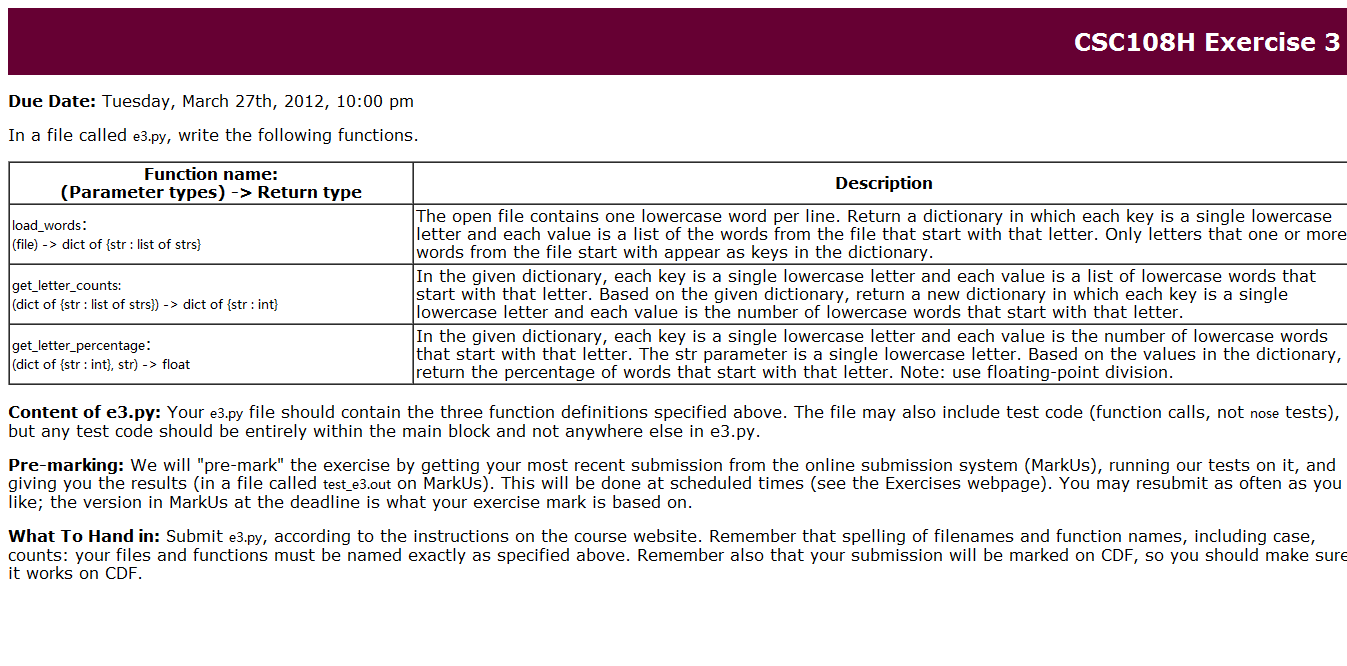 CSC108H Exercise 3
Due Date: Tuesday, March 27th, 2012, 10:00 pm
In a file called e3.py, write the following functions.
Function name:
(Parameter types) -> Return type
Description
load_words:
(file) -> dict of {str : list of strs}
The open file contains one lowercase word per line. Return a dictionary in which each key is a single lowercase
letter and each value is a list of the words from the file that start with that letter. Only letters that one or more
words from the file start with appear as keys in the dictionary.
get_letter_counts:
(dict of {str : list of strs}) -> dict of {str : int}
In the given dictionary, each key is a single lowercase letter and each value is a list of lowercase words that
start with that letter. Based on the given dictionary, return a new dictionary in which each key is a single
lowercase letter and each value is the number of lowercase words that start with that letter.
get_letter_percentage:
(dict of {str : int}, str) -> float
In the given dictionary, each key is a single lowercase letter and each value is the number of lowercase words
that start with that letter. The str parameter is a single lowercase letter. Based on the values in the dictionary,
return the percentage of words that start with that letter. Note: use floating-point division.
Content of e3.py: Your e3.py file should contain the three function definitions specified above. The file may also include test code (function calls, not nose tests),
but any test code should be entirely within the main block and not anywhere else in e3.py.
Pre-marking: We will "pre-mark" the exercise by getting your most recent submission from the online submission system (MarkUs), running our tests on it, and
giving you the results (in a file called test_e3.out on MarkUs). This will be done at scheduled times (see the Exercises webpage). You may resubmit as often as you
like; the version in MarkUs at the deadline is what your exercise mark is based on.
What To Hand in: Submit e3.py, according to the instructions on the course website. Remember that spelling of filenames and function names, including case,
counts: your files and functions must be named exactly as specified above. Remember also that your submission will be marked on CDF, so you should make sure
it works on CDF.